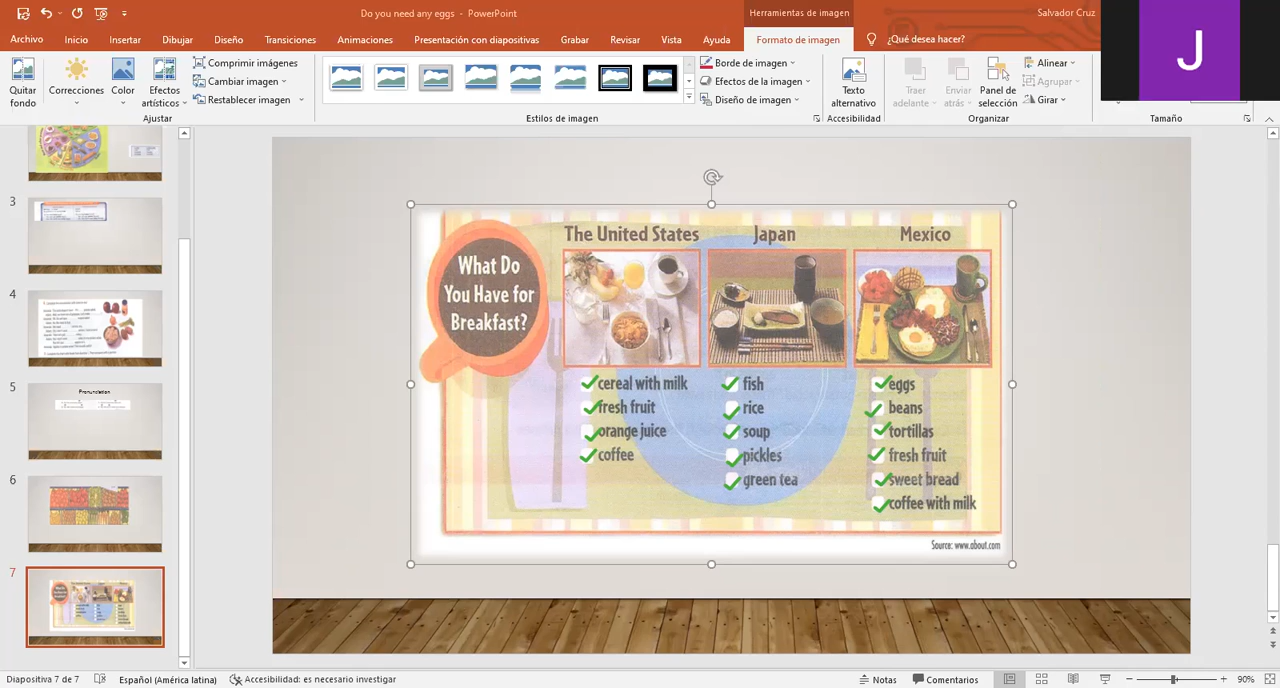 Do you need any eggs - PowerPoint
Herramientas de imagen
Salvador Cruz
Archivo Inicio Insertar Dibujar Diseño Transiciones Animaciones Presentación con diapositivas Grabar Revisar Vista Ayuda Formato de imagen ¿Qué desea hacer?
J
Quitar fondo
Correcciones
Color
Efectos artísticos
Comprimir imágenes
Cambiar imagen
Restablecer imagen
Ajustar
Estilos de imagen
Borde de imagen
Efectos de la imagen
Diseño de imagen
Texto alternativo
Accesibilidad
Traer adelante
Enviar atrás
Panel de selección
Alinear
Agrupar
Girar
Organizar
Tamaño
3
4
5
Pronunciation
6
7
What Do
You Have for
Breakfast?
The United States
cereal with milk
fresh fruit
orange juice
coffee
Japan
fish
rice
soup
pickles
green tea
Mexico
eggs
beans
tortillas
fresh fruit
sweet bread
coffee with milk
Source: www.about.com
Diapositiva 7 de 7 Español (América latina) Accesibilidad: es necesario investigar Notas Comentarios 90%